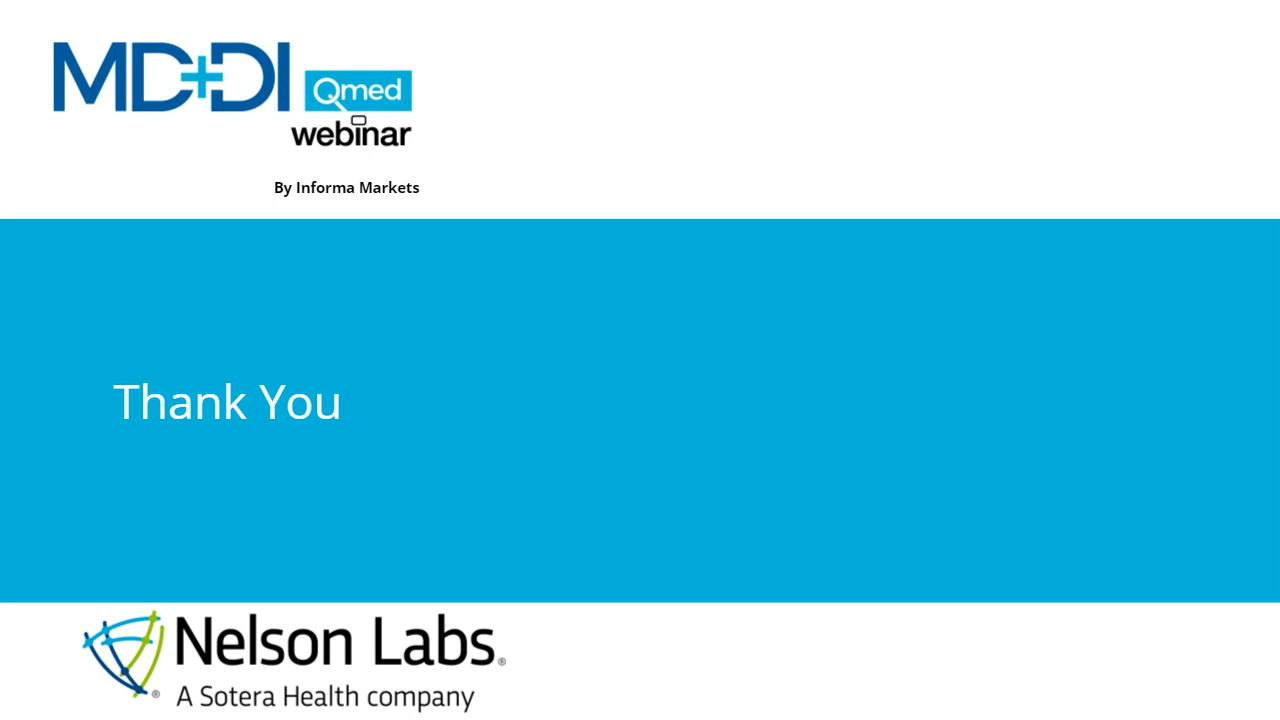 MD+DI Qmed
webinar
By Informa Markets
Thank You
Nelson Labs®
A Sotera Health company